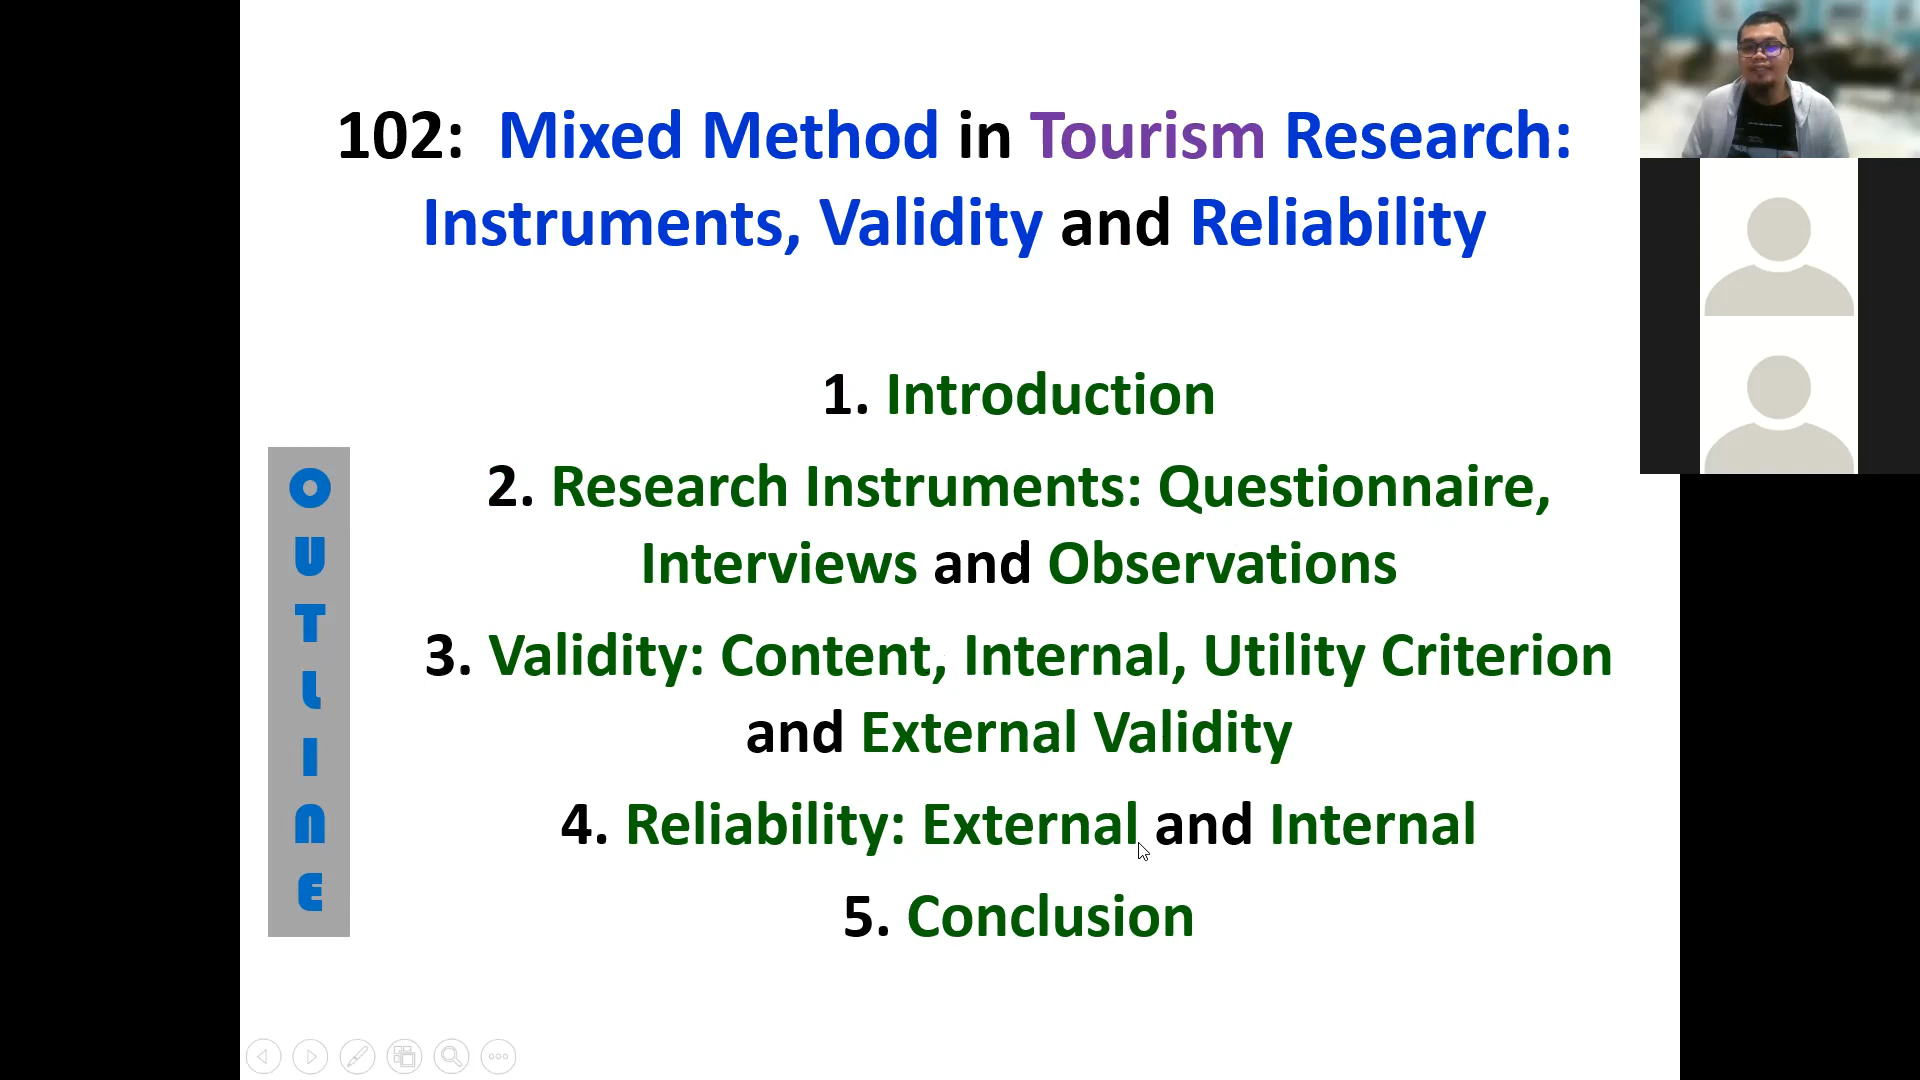 102: Mixed Method in Tourism Research:
Instruments, Validity and Reliability
1. Introduction
2. Research Instruments: Questionnaire,
Interviews and Observations
3. Validity: Content, Internal, Utility Criterion
and External Validity
4. Reliability: External and Internal
5. Conclusion
OUTLINE